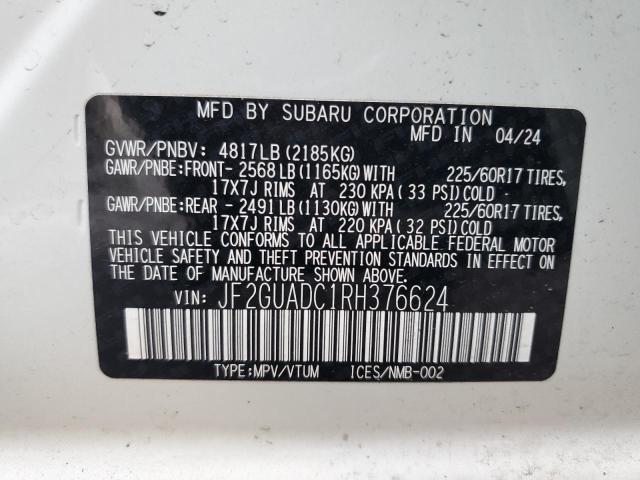 MFD BY SUBARU CORPORATION
MFD IN 04/24
GVWR/PNBV: 4817LB (2185KG)
GAWR/PNBE:FRONT- 2568 LB (1165KG) WITH 225/60R17 TIRES,
17X7J RIMS AT 230 KPA ( 33 PSI) COLD
GAWR/PNBE:REAR - 2491 LB (1130KG) WITH 225/60R17 TIRES,
17X7J RIMS AT 220 KPA ( 32 PSI) COLD
THIS VEHICLE CONFORMS TO ALL APPLICABLE FEDERAL MOTOR
VEHICLE SAFETY AND THEFT PREVENTION STANDARDS IN EFFECT ON
THE DATE OF MANUFACTURE SHOWN ABOVE.
VIN: JF2GUADC1RH376624
TYPE:MPV/VTUM ICES/NMB-002